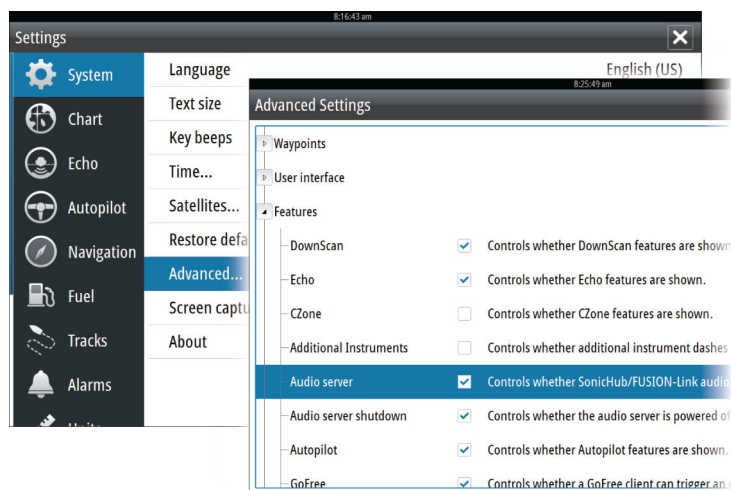 8:16:43 am
Settings
System
Chart
Echo
Autopilot
Navigation
Fuel
Tracks
Alarms
Language English (US)
Text size
Key beeps
Time...
Satellites...
Restore defa
Advanced...
Screen captu
About
8:25:49 am
Advanced Settings
Waypoints
User interface
Features
DownScan Controls whether DownScan features are shown
Echo Controls whether Echo features are shown.
CZone Controls whether CZone features are shown.
Additional Instruments Controls whether additional instrument dashes
Audio server Controls whether SonicHub/FUSION-Link audio
Audio server shutdown Controls whether the audio server is powered of
Autopilot Controls whether Autopilot features are shown.
GoFree Controls whether a GoFree client can trigger an